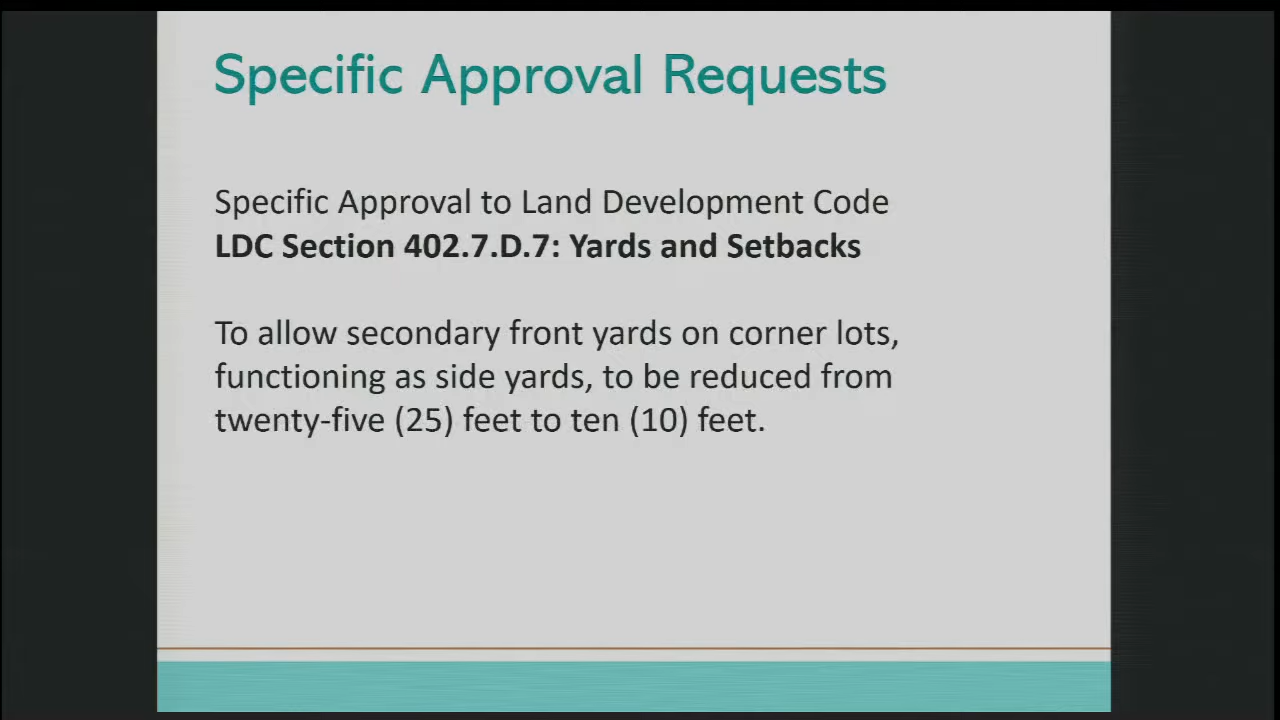 Specific Approval Requests
Specific Approval to Land Development Code
LDC Section 402.7.D.7: Yards and Setbacks
To allow secondary front yards on corner lots,
functioning as side yards, to be reduced from
twenty-five (25) feet to ten (10) feet.